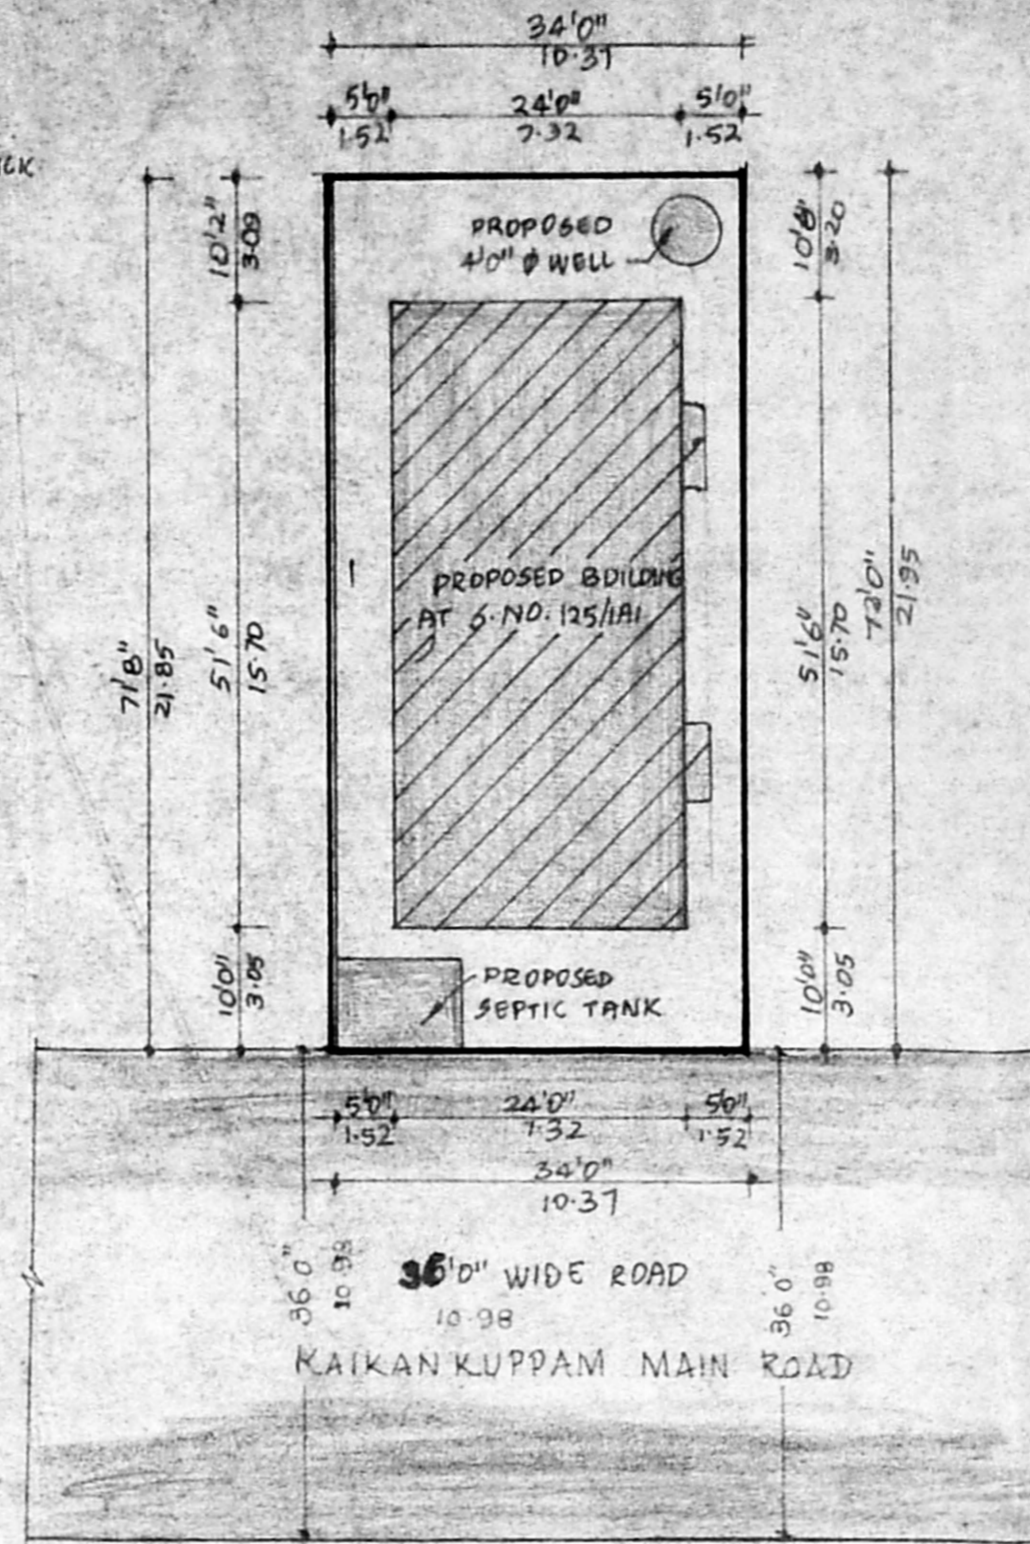 34'0"
10.37
5'0" 24'0" 5'0"
1.52 7.32 1.52
10'2"
3.09
PROPOSED
4'0" Ø WELL
3.20
71'8"
21.85
51'6"
15.70
PROPOSED BUILDING
AT S.NO. 125/1A1
51'6"
15.70
72'0"
21.95
10'0"
3.05
PROPOSED
SEPTIC TANK
10'0"
3.05
5'0" 24'0" 5'0"
1.52 7.32 1.52
34'0"
10.37
36'0"
10.98
36'0" WIDE ROAD
10.98
36'0"
10.98
KAIKAN KUPPAM MAIN ROAD